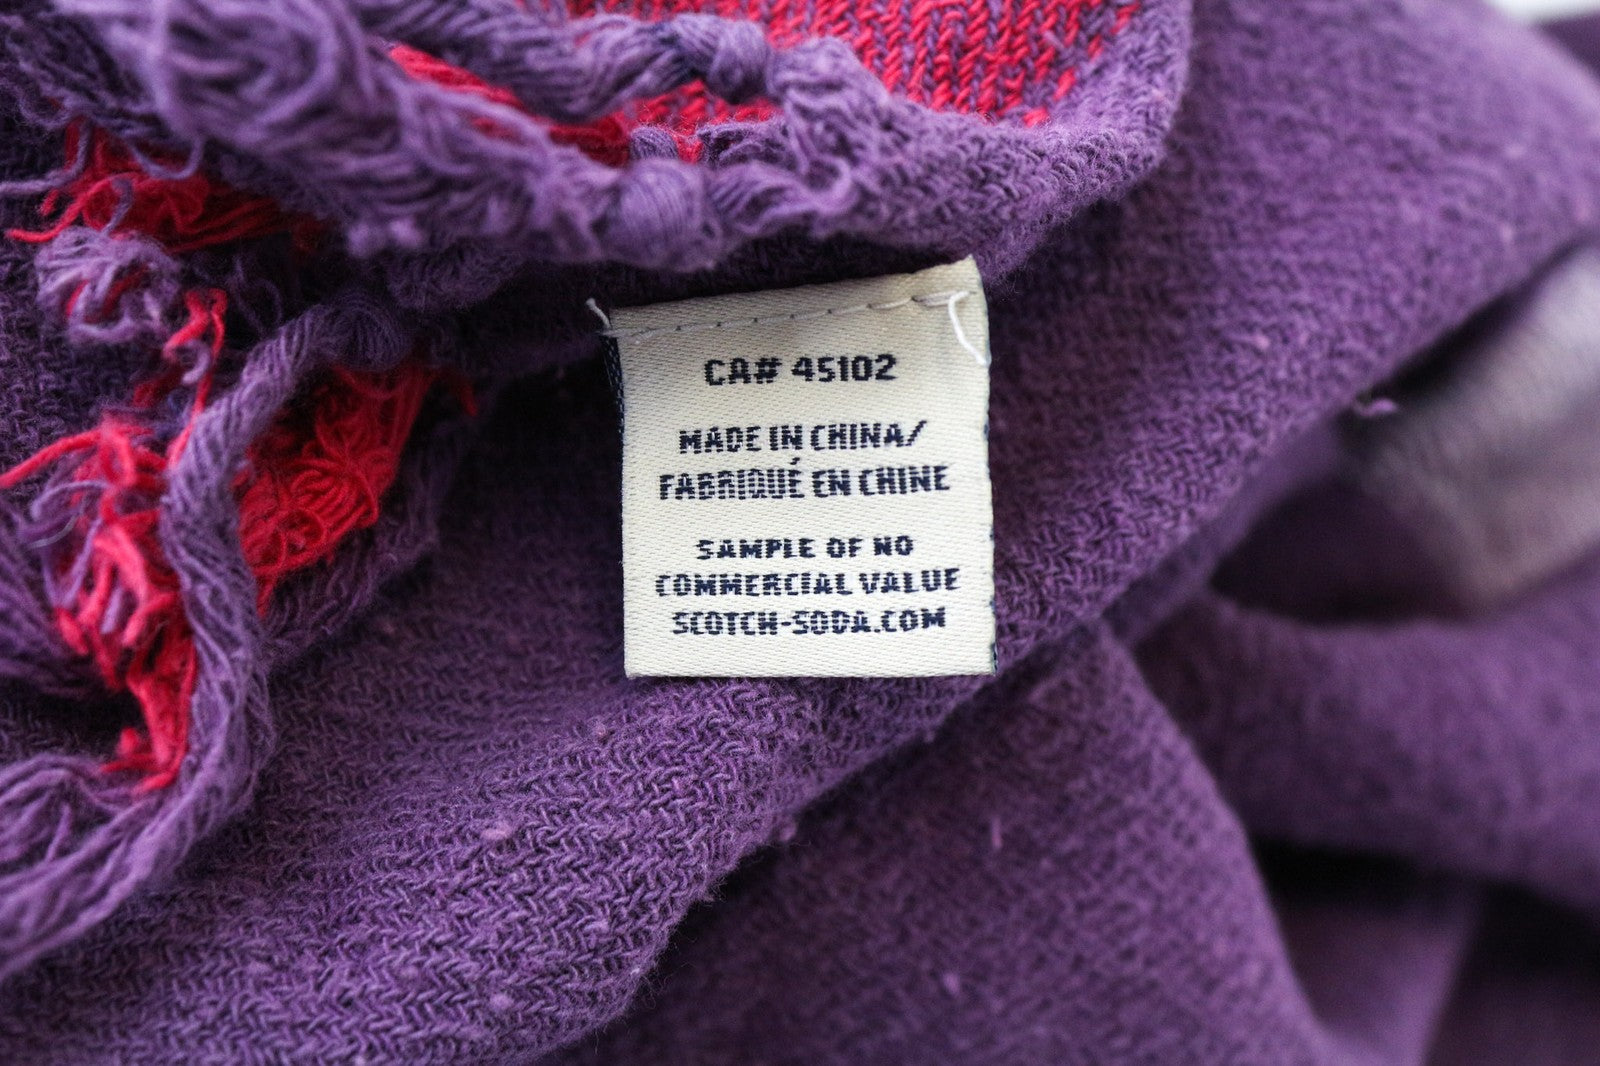 CA# 45102
MADE IN CHINA/
FABRIQUÉ EN CHINE
SAMPLE OF NO
COMMERCIAL VALUE
SCOTCH-SODA.COM